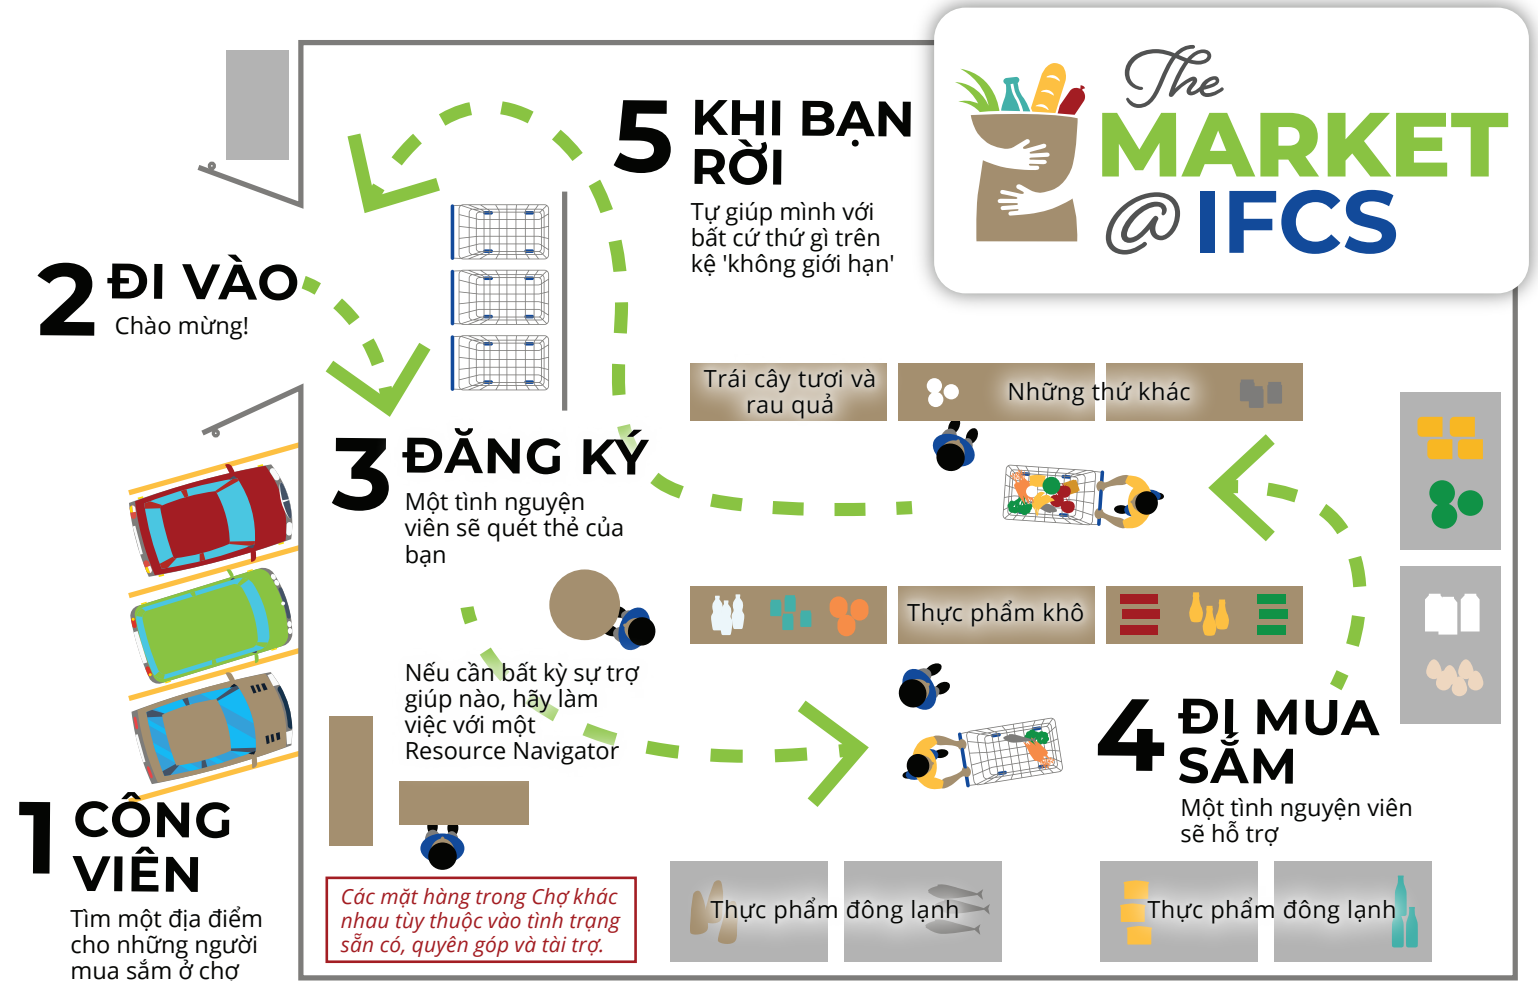 The
MARKET
@ IFCS
1 CÔNG
VIÊN
Tìm một địa điểm
cho những người
mua sắm ở chợ
2 ĐI VÀO
Chào mừng!
3 ĐĂNG KÝ
Một tình nguyện
viên sẽ quét thẻ của
bạn
Nếu cần bất kỳ sự trợ
giúp nào, hãy làm
việc với một
Resource Navigator
4 ĐI MUA
SẮM
Một tình nguyện viên
sẽ hỗ trợ
5 KHI BẠN
RỜI
Tự giúp mình với
bất cứ thứ gì trên
kệ 'không giới hạn'
Trái cây tươi và
rau quả
Những thứ khác
Thực phẩm khô
Thực phẩm đông lạnh
Thực phẩm đông lạnh
Các mặt hàng trong Chợ khác
nhau tùy thuộc vào tình trạng
sẵn có, quyên góp và tài trợ.